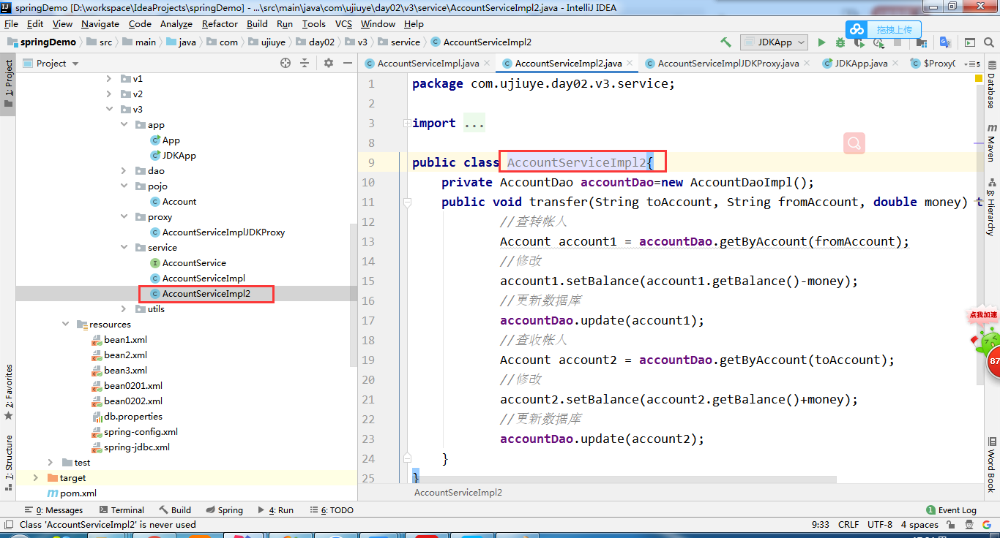 springDemo [D:\workspace\IdeaProjects\springDemo] - ...\src\main\java\com\ujiuye\day02\v3\service\AccountServiceImpl2.java - IntelliJ IDEA
File Edit View Navigate Code Analyze Refactor Build Run Tools VCS Window Help
拖拽上传
springDemo src main java com ujiuye day02 v3 service AccountServiceImpl2 JDKApp
Project
AccountServiceImpl.java AccountServiceImpl2.java AccountServiceImplJDKProxy.java JDKApp.java $Proxy0 5
1: Project
2: Favorites
7: Structure
v1
v2
v3
app
App
JDKApp
dao
pojo
Account
proxy
AccountServiceImplJDKProxy
service
AccountService
AccountServiceImpl
AccountServiceImpl2
utils
resources
bean1.xml
bean2.xml
bean3.xml
bean0201.xml
bean0202.xml
db.properties
spring-config.xml
spring-jdbc.xml
test
target
pom.xml
1 package com.ujiuye.day02.v3.service;
2
3 import ...
8
9 public class AccountServiceImpl2{
10 private AccountDao accountDao=new AccountDaoImpl();
11 public void transfer(String toAccount, String fromAccount, double money) t
12 //查转帐人
13 Account account1 = accountDao.getByAccount(fromAccount);
14 //修改
15 account1.setBalance(account1.getBalance()-money);
16 //更新数据库
17 accountDao.update(account1);
18 //查收帐人
19 Account account2 = accountDao.getByAccount(toAccount);
20 //修改
21 account2.setBalance(account2.getBalance()+money);
22 //更新数据库
23 accountDao.update(account2);
24 }
25 }
AccountServiceImpl2
Database
Maven
8: Hierarchy
点我加速
87
Word Book
0: Messages Terminal Build Spring 4: Run 6: TODO 1 Event Log
Class 'AccountServiceImpl2' is never used 9:33 CRLF UTF-8 4 spaces